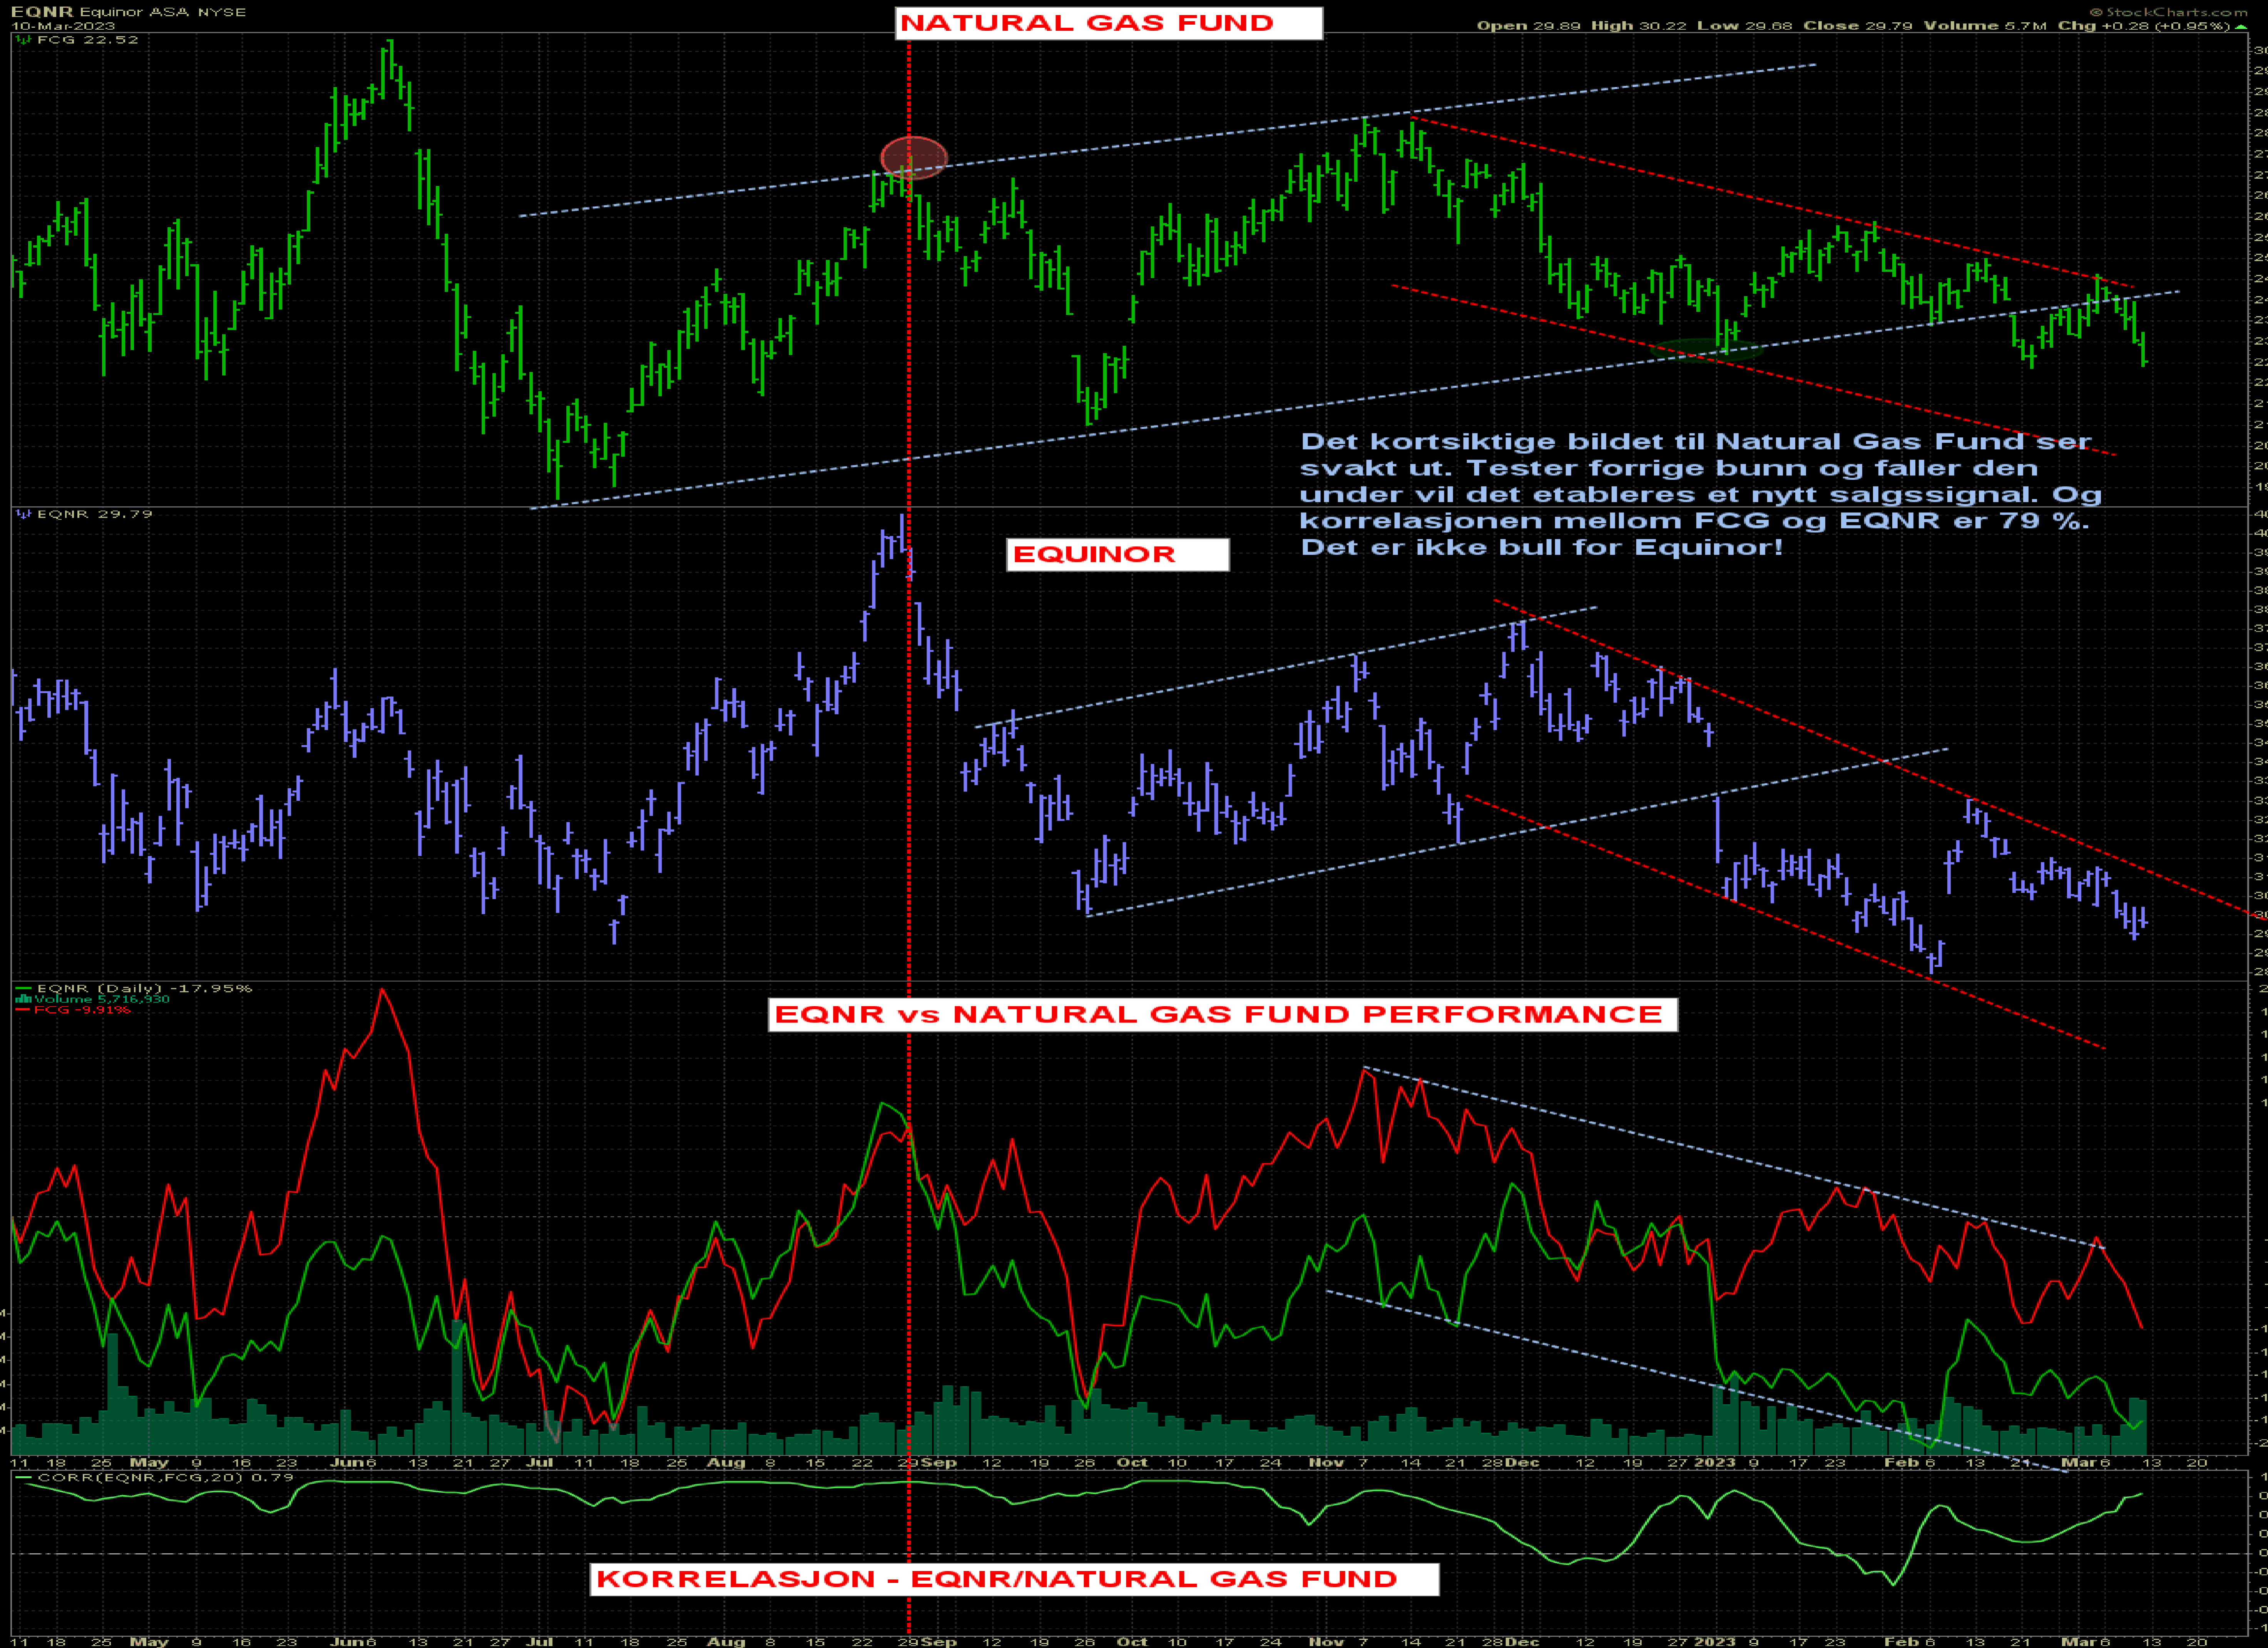 EQNR Equinor ASA NYSE
© StockCharts.com
10-Mar-2023
Open 29.89 High 30.22 Low 29.68 Close 29.79 Volume 5.7M Chg +0.28 (+0.95%)
NATURAL GAS FUND
FCG 22.52
Det kortsiktige bildet til Natural Gas Fund ser
svakt ut. Tester forrige bunn og faller den
under vil det etableres et nytt salgssignal. Og
korrelasjonen mellom FCG og EQNR er 79 %.
Det er ikke bull for Equinor!
EQNR 29.79
EQUINOR
EQNR (Daily) -17.95%
Volume 5,716,930
FCG -9.91%
EQNR vs NATURAL GAS FUND PERFORMANCE
11 18 25 May 9 16 23 Jun 6 13 21 27 Jul 11 18 25 Aug 8 15 22 29 Sep 12 19 26 Oct 10 17 24 Nov 7 14 21 28 Dec 12 19 27 2023 9 17 23 Feb 6 13 21 Mar 6 13 20
CORR(EQNR,FCG,20) 0.79
KORRELASJON - EQNR/NATURAL GAS FUND
11 18 25 May 9 16 23 Jun 6 13 21 27 Jul 11 18 25 Aug 8 15 22 29 Sep 12 19 26 Oct 10 17 24 Nov 7 14 21 28 Dec 12 19 27 2023 9 17 23 Feb 6 13 21 Mar 6 13 20